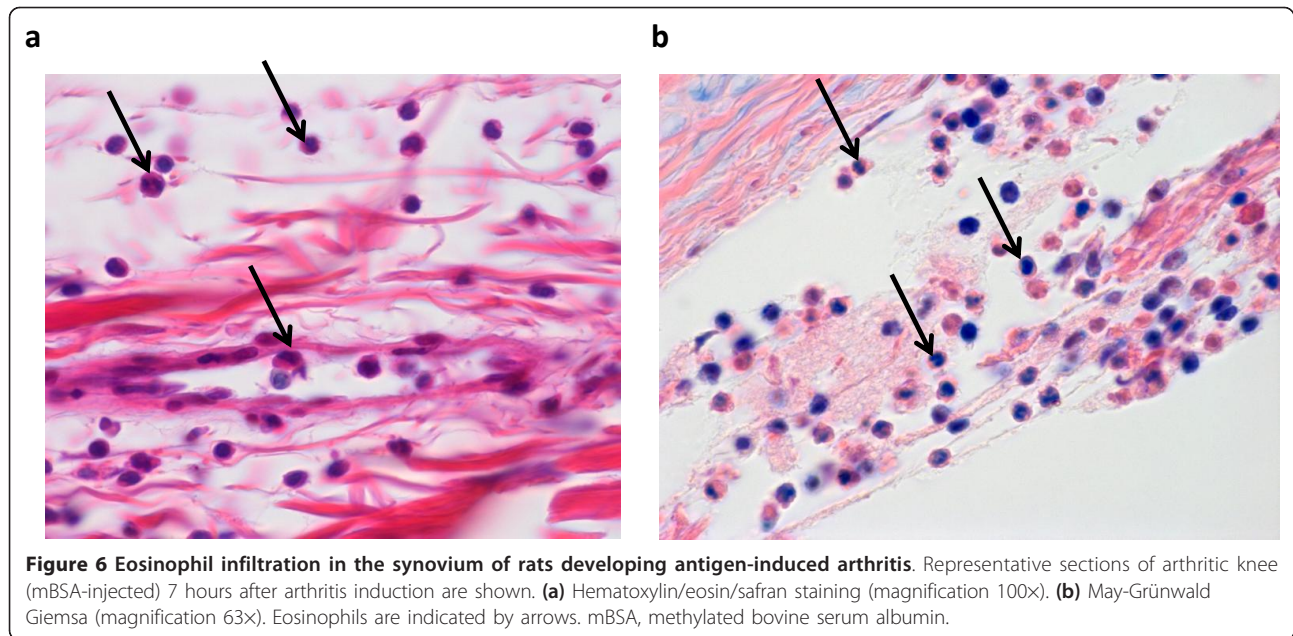 a
b
Figure 6 Eosinophil infiltration in the synovium of rats developing antigen-induced arthritis. Representative sections of arthritic knee
(mBSA-injected) 7 hours after arthritis induction are shown. (a) Hematoxylin/eosin/safran staining (magnification 100×). (b) May-Grünwald
Giemsa (magnification 63×). Eosinophils are indicated by arrows. mBSA, methylated bovine serum albumin.